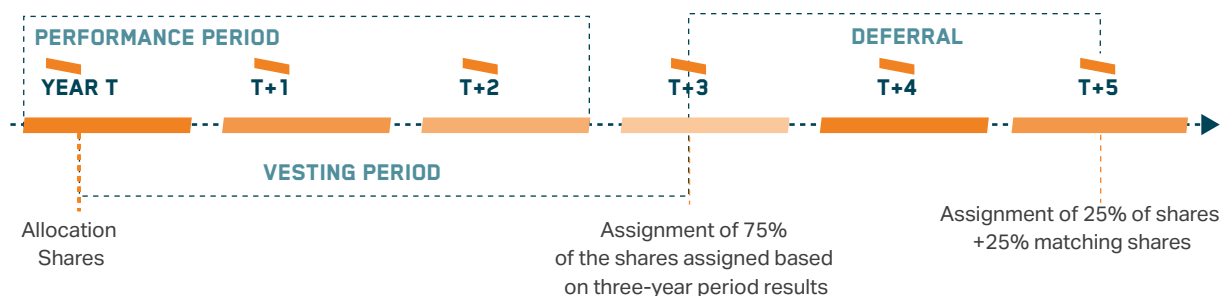 PERFORMANCE PERIOD
DEFERRAL
YEAR T
T+1
T+2
T+3
T+4
T+5
VESTING PERIOD
Allocation
Shares
Assignment of 75%
of the shares assigned based
on three-year period results
Assignment of 25% of shares
+25% matching shares